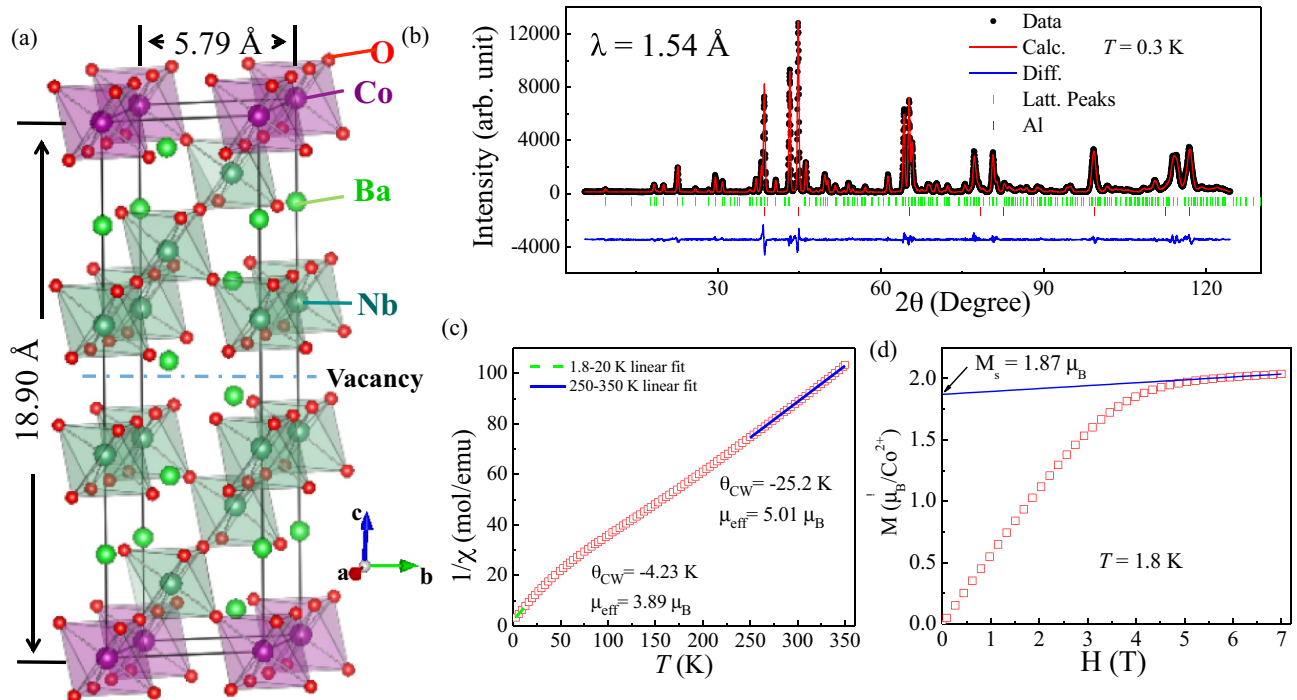 (a)
5.79 Å
O
Co
Ba
Nb
Vacancy
18.90 Å
c
a
b
(b)
λ = 1.54 Å
Data
Calc.
T = 0.3 K
Diff.
Latt. Peaks
Al
Intensity (arb. unit)
12000
8000
4000
0
-4000
30
60
90
120
2θ (Degree)
(c)
1.8-20 K linear fit
250-350 K linear fit
1/χ (mol/emu)
100
80
60
40
20
0
θCW= -25.2 K
μeff= 5.01 μB
θCW= -4.23 K
μeff= 3.89 μB
0
50
100
150
200
250
300
350
T (K)
(d)
Ms = 1.87 μB
M (μB/Co2+)
2.0
1.5
1.0
0.5
0.0
T = 1.8 K
0
1
2
3
4
5
6
7
H (T)